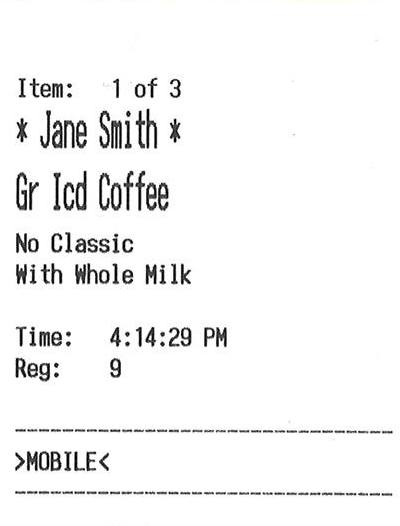 Item: 1 of 3
* Jane Smith *
Gr Icd Coffee
No Classic
With Whole Milk
Time: 4:14:29 PM
Reg: 9
>MOBILE<